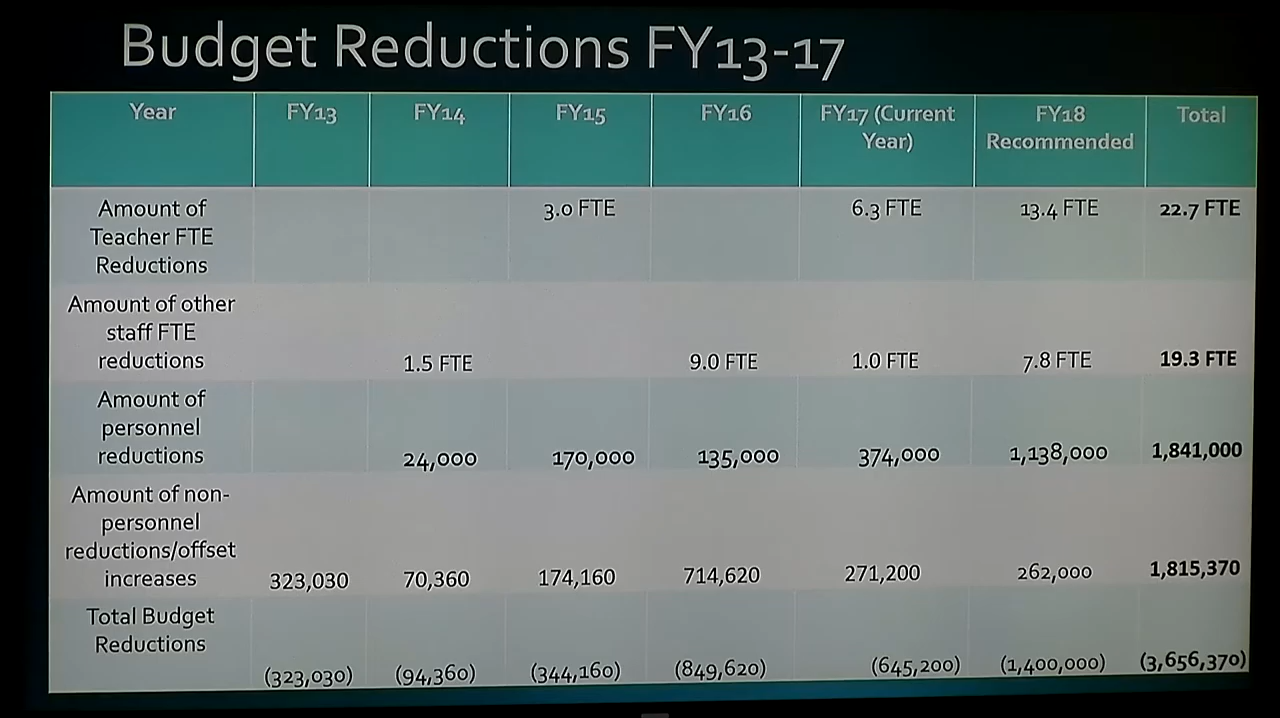 Budget Reductions FY13-17
Year FY13 FY14 FY15 FY16 FY17 (Current Year) FY18 Recommended Total
Amount of Teacher FTE Reductions 3.0 FTE 6.3 FTE 13.4 FTE 22.7 FTE
Amount of other staff FTE reductions 1.5 FTE 9.0 FTE 1.0 FTE 7.8 FTE 19.3 FTE
Amount of personnel reductions 24,000 170,000 135,000 374,000 1,138,000 1,841,000
Amount of non-personnel reductions/offset increases 323,030 70,360 174,160 714,620 271,200 262,000 1,815,370
Total Budget Reductions (323,030) (94,360) (344,160) (849,620) (645,200) (1,400,000) (3,656,370)